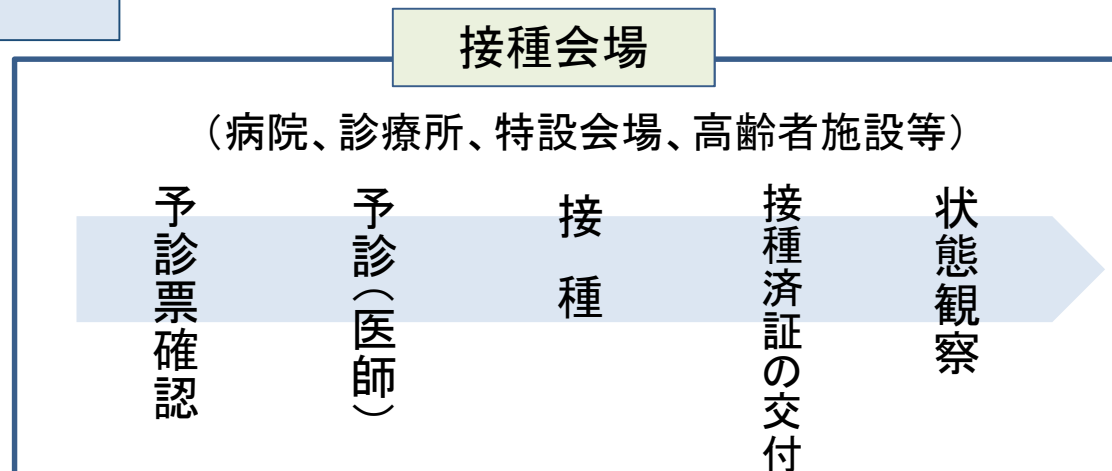 接種会場
（病院、診療所、特設会場、高齢者施設等）
予診票確認
予診（医師）
接種
接種済証の交付
状態観察